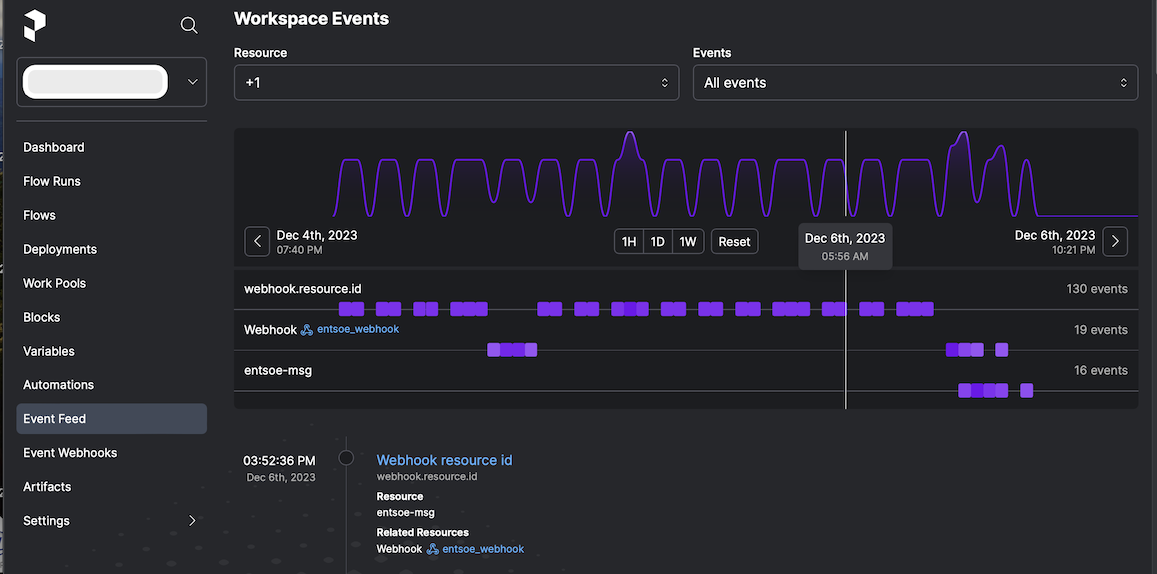 Workspace Events
Resource
Events
+1
All events
Dashboard
Flow Runs
Flows
Deployments
Work Pools
Blocks
Variables
Automations
Event Feed
Event Webhooks
Artifacts
Settings
Dec 4th, 2023
07:40 PM
1H 1D 1W Reset
Dec 6th, 2023
05:56 AM
Dec 6th, 2023
10:21 PM
webhook.resource.id 130 events
Webhook entsoe_webhook 19 events
entsoe-msg 16 events
03:52:36 PM
Dec 6th, 2023
Webhook resource id
webhook.resource.id
Resource
entsoe-msg
Related Resources
Webhook entsoe_webhook